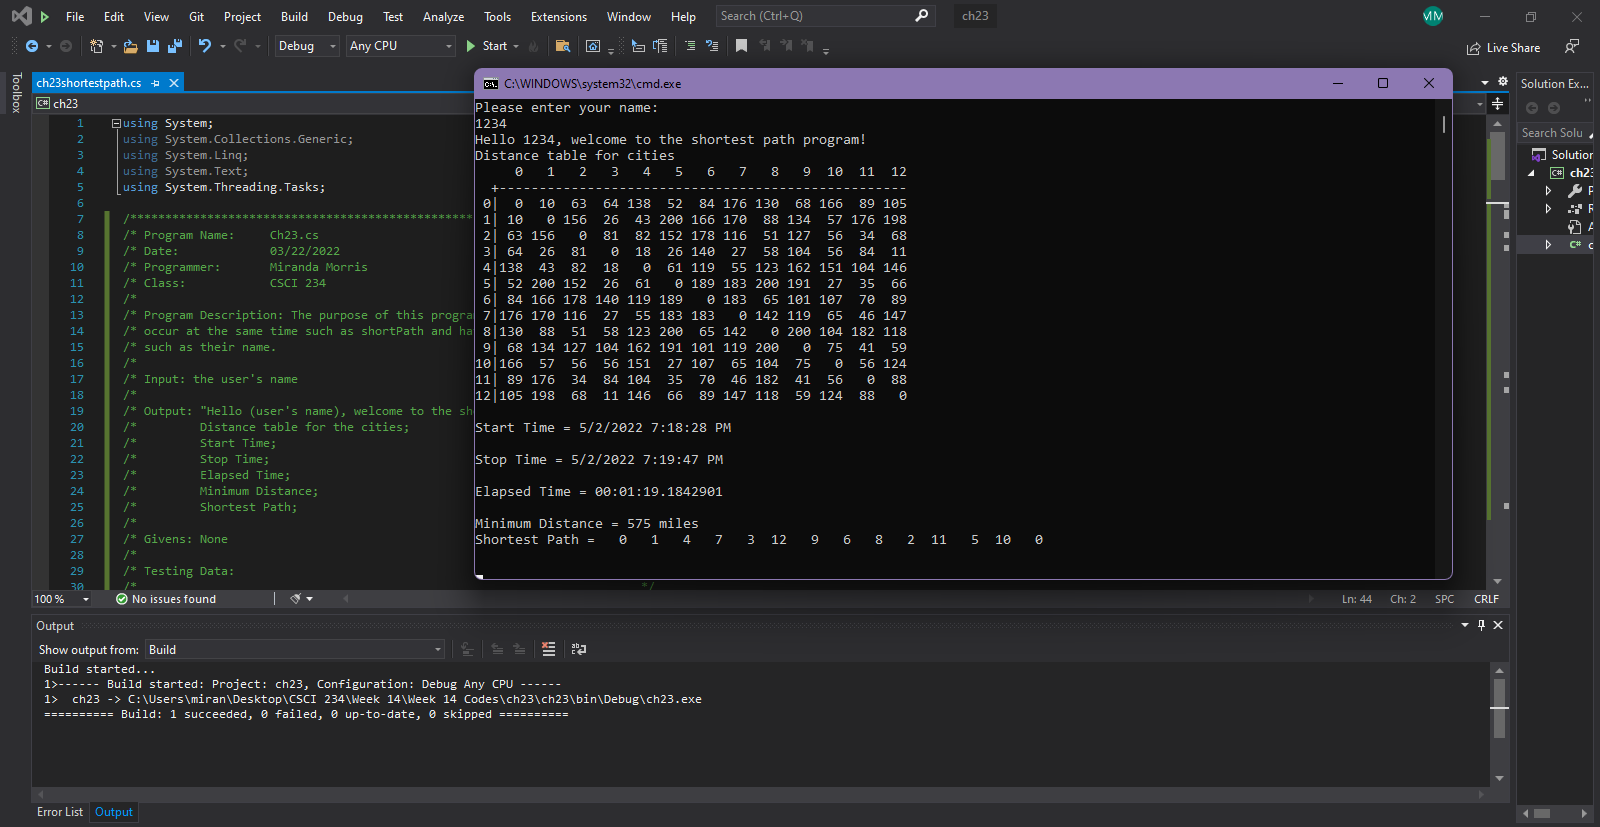 File Edit View Git Project Build Debug Test Analyze Tools Extensions Window Help Search (Ctrl+Q) ch23 MM
Debug Any CPU Start Live Share
Toolbox
ch23shortestpath.cs
ch23
1 using System;
2 using System.Collections.Generic;
3 using System.Linq;
4 using System.Text;
5 using System.Threading.Tasks;
6
7 /*******************************************
8 /* Program Name: Ch23.cs
9 /* Date: 03/22/2022
10 /* Programmer: Miranda Morris
11 /* Class: CSCI 234
12 /*
13 /* Program Description: The purpose of this progra
14 /* occur at the same time such as shortPath and ha
15 /* such as their name.
16 /*
17 /* Input: the user's name
18 /*
19 /* Output: "Hello (user's name), welcome to the sh
20 /* Distance table for the cities;
21 /* Start Time;
22 /* Stop Time;
23 /* Elapsed Time;
24 /* Minimum Distance;
25 /* Shortest Path;
26 /*
27 /* Givens: None
28 /*
29 /* Testing Data:
30 /* */
C:\WINDOWS\system32\cmd.exe
Please enter your name:
1234
Hello 1234, welcome to the shortest path program!
Distance table for cities
0 1 2 3 4 5 6 7 8 9 10 11 12
+---------------------------------------------------
0| 0 10 63 64 138 52 84 176 130 68 166 89 105
1| 10 0 156 26 43 200 166 170 88 134 57 176 198
2| 63 156 0 81 82 152 178 116 51 127 56 34 68
3| 64 26 81 0 18 26 140 27 58 104 56 84 11
4|138 43 82 18 0 61 119 55 123 162 151 104 146
5| 52 200 152 26 61 0 189 183 200 191 27 35 66
6| 84 166 178 140 119 189 0 183 65 101 107 70 89
7|176 170 116 27 55 183 183 0 142 119 65 46 147
8|130 88 51 58 123 200 65 142 0 200 104 182 118
9| 68 134 127 104 162 191 101 119 200 0 75 41 59
10|166 57 56 56 151 27 107 65 104 75 0 56 124
11| 89 176 34 84 104 35 70 46 182 41 56 0 88
12|105 198 68 11 146 66 89 147 118 59 124 88 0
Start Time = 5/2/2022 7:18:28 PM
Stop Time = 5/2/2022 7:19:47 PM
Elapsed Time = 00:01:19.1842901
Minimum Distance = 575 miles
Shortest Path = 0 1 4 7 3 12 9 6 8 2 11 5 10 0
Solution Ex...
Search Solu
Solution
ch23
P
R
A
c
100 % No issues found Ln: 44 Ch: 2 SPC CRLF
Output
Show output from: Build
Build started...
1>------ Build started: Project: ch23, Configuration: Debug Any CPU ------
1> ch23 -> C:\Users\miran\Desktop\CSCI 234\Week 14\Week 14 Codes\ch23\ch23\bin\Debug\ch23.exe
========== Build: 1 succeeded, 0 failed, 0 up-to-date, 0 skipped ==========
Error List Output